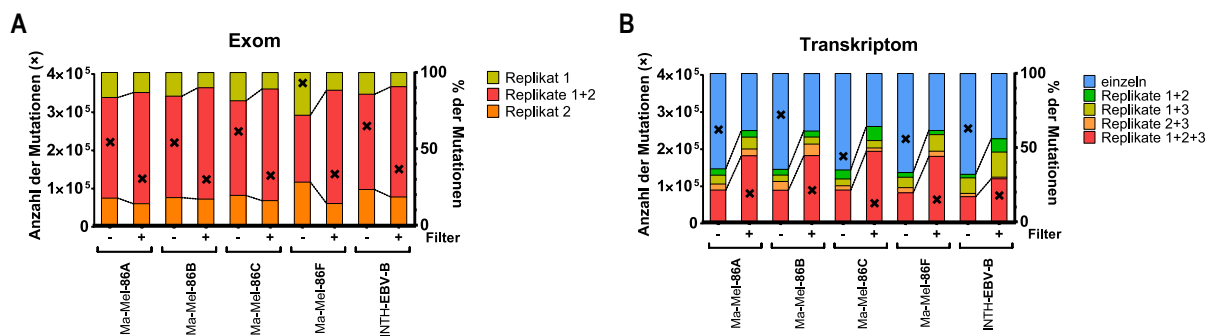 A
Exom
Anzahl der Mutationen (×)
4×10⁵
3×10⁵
2×10⁵
1×10⁵
0
100
50
0
% der Mutationen
Replikat 1
Replikate 1+2
Replikat 2
- + - + - + - + - + Filter
Ma-Mel-86A
Ma-Mel-86B
Ma-Mel-86C
Ma-Mel-86F
INTH-EBV-B
B
Transkriptom
Anzahl der Mutationen (×)
4×10⁵
3×10⁵
2×10⁵
1×10⁵
0
100
50
0
% der Mutationen
einzeln
Replikate 1+2
Replikate 1+3
Replikate 2+3
Replikate 1+2+3
- + - + - + - + - + Filter
Ma-Mel-86A
Ma-Mel-86B
Ma-Mel-86C
Ma-Mel-86F
INTH-EBV-B